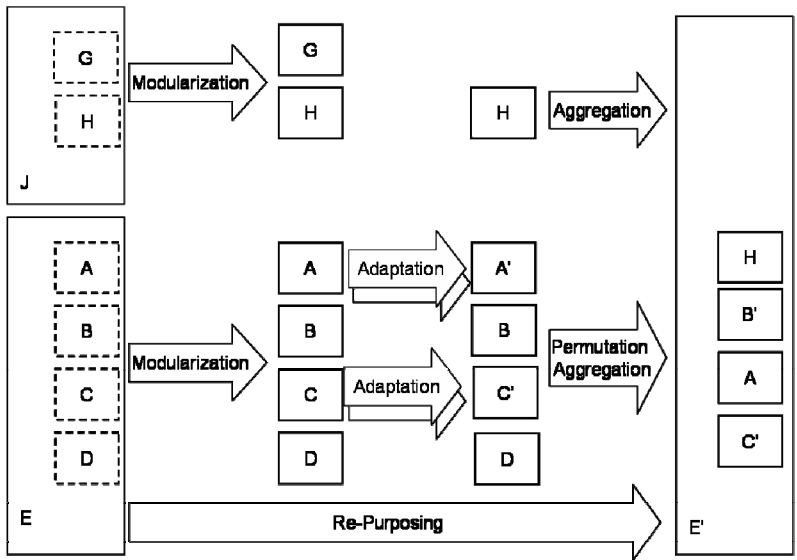 G
H
J
Modularization
G
H
H
Aggregation
A
B
C
D
E
Modularization
A
B
C
D
Adaptation
Adaptation
A'
B
C'
D
Permutation
Aggregation
H
B'
A
C'
E'
Re-Purposing